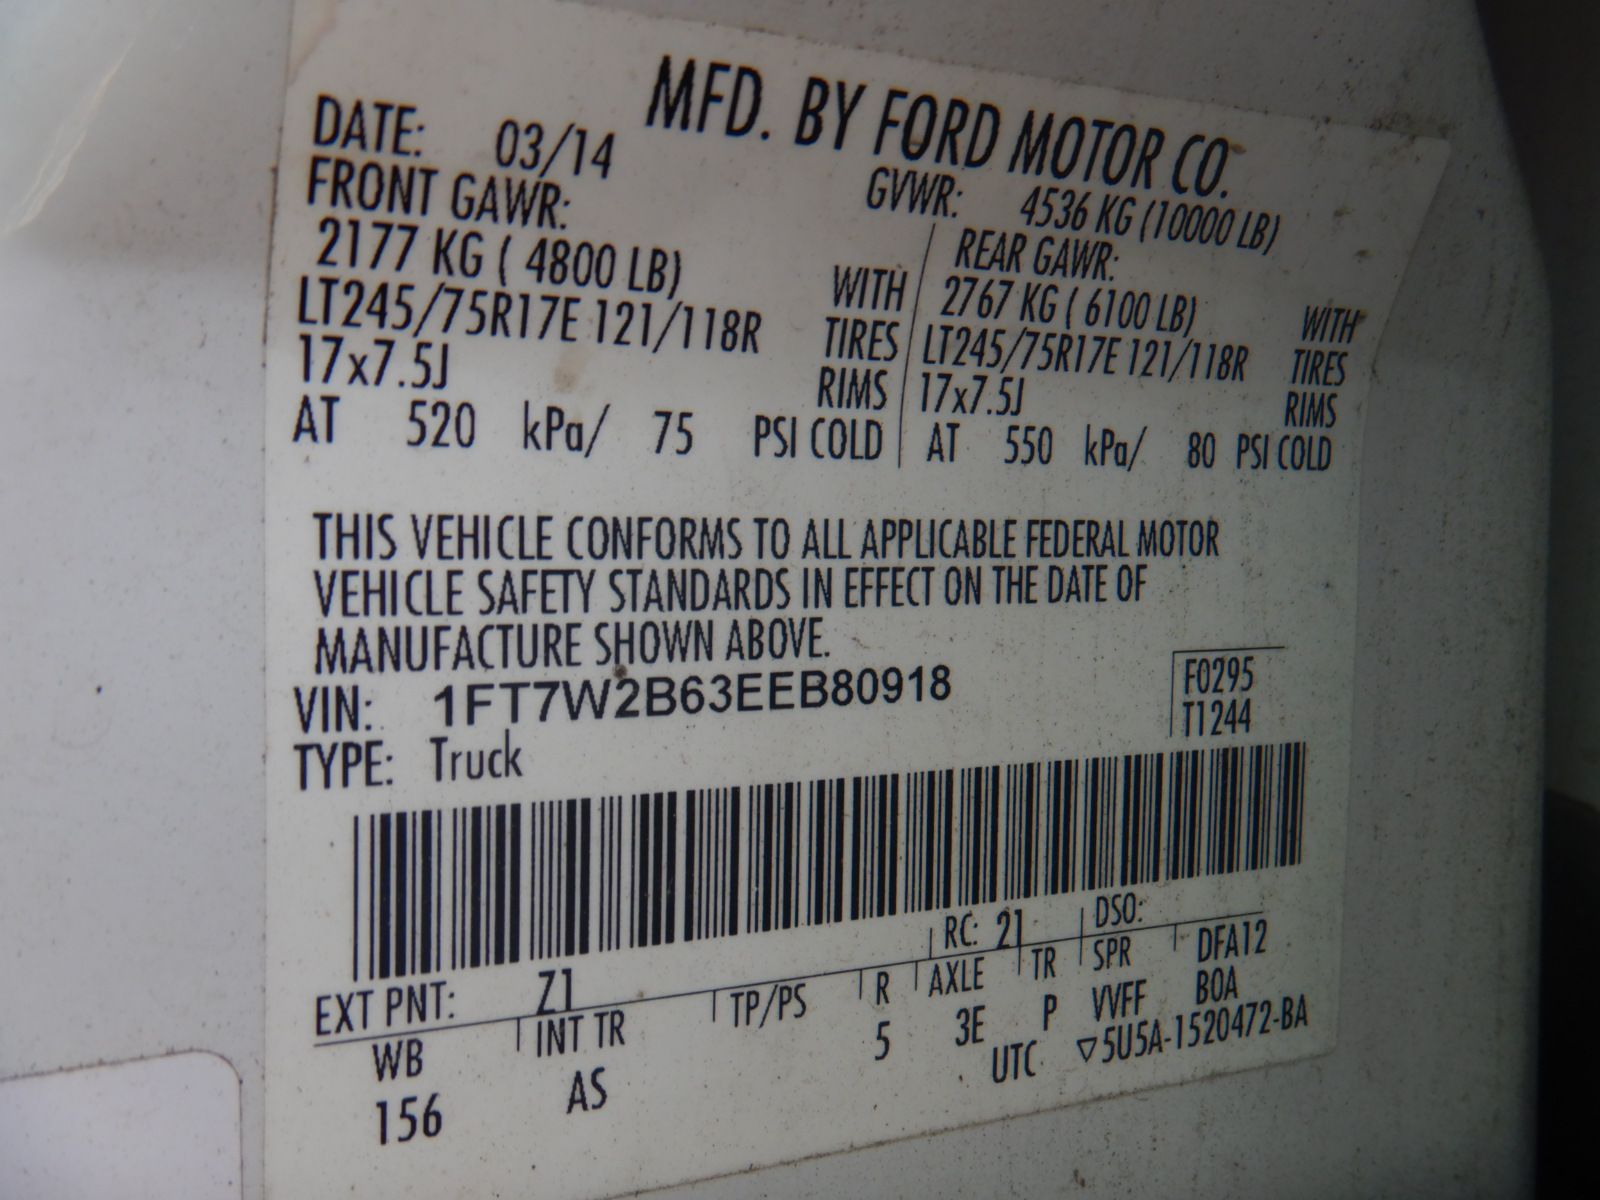 MFD. BY FORD MOTOR CO.
DATE: 03/14
GVWR: 4536 KG (10000 LB)
FRONT GAWR:
2177 KG ( 4800 LB) WITH
LT245/75R17E 121/118R TIRES
17x7.5J RIMS
AT 520 kPa/ 75 PSI COLD
REAR GAWR:
2767 KG ( 6100 LB) WITH
LT245/75R17E 121/118R TIRES
17x7.5J RIMS
AT 550 kPa/ 80 PSI COLD
THIS VEHICLE CONFORMS TO ALL APPLICABLE FEDERAL MOTOR
VEHICLE SAFETY STANDARDS IN EFFECT ON THE DATE OF
MANUFACTURE SHOWN ABOVE.
VIN: 1FT7W2B63EEB80918
TYPE: Truck
F0295
T1244
EXT PNT: Z1 RC: 21 DSO:
WB INT TR TP/PS R AXLE TR SPR DFA12
156 AS 5 3E P VVFF BOA
UTC ▽5U5A-1520472-BA